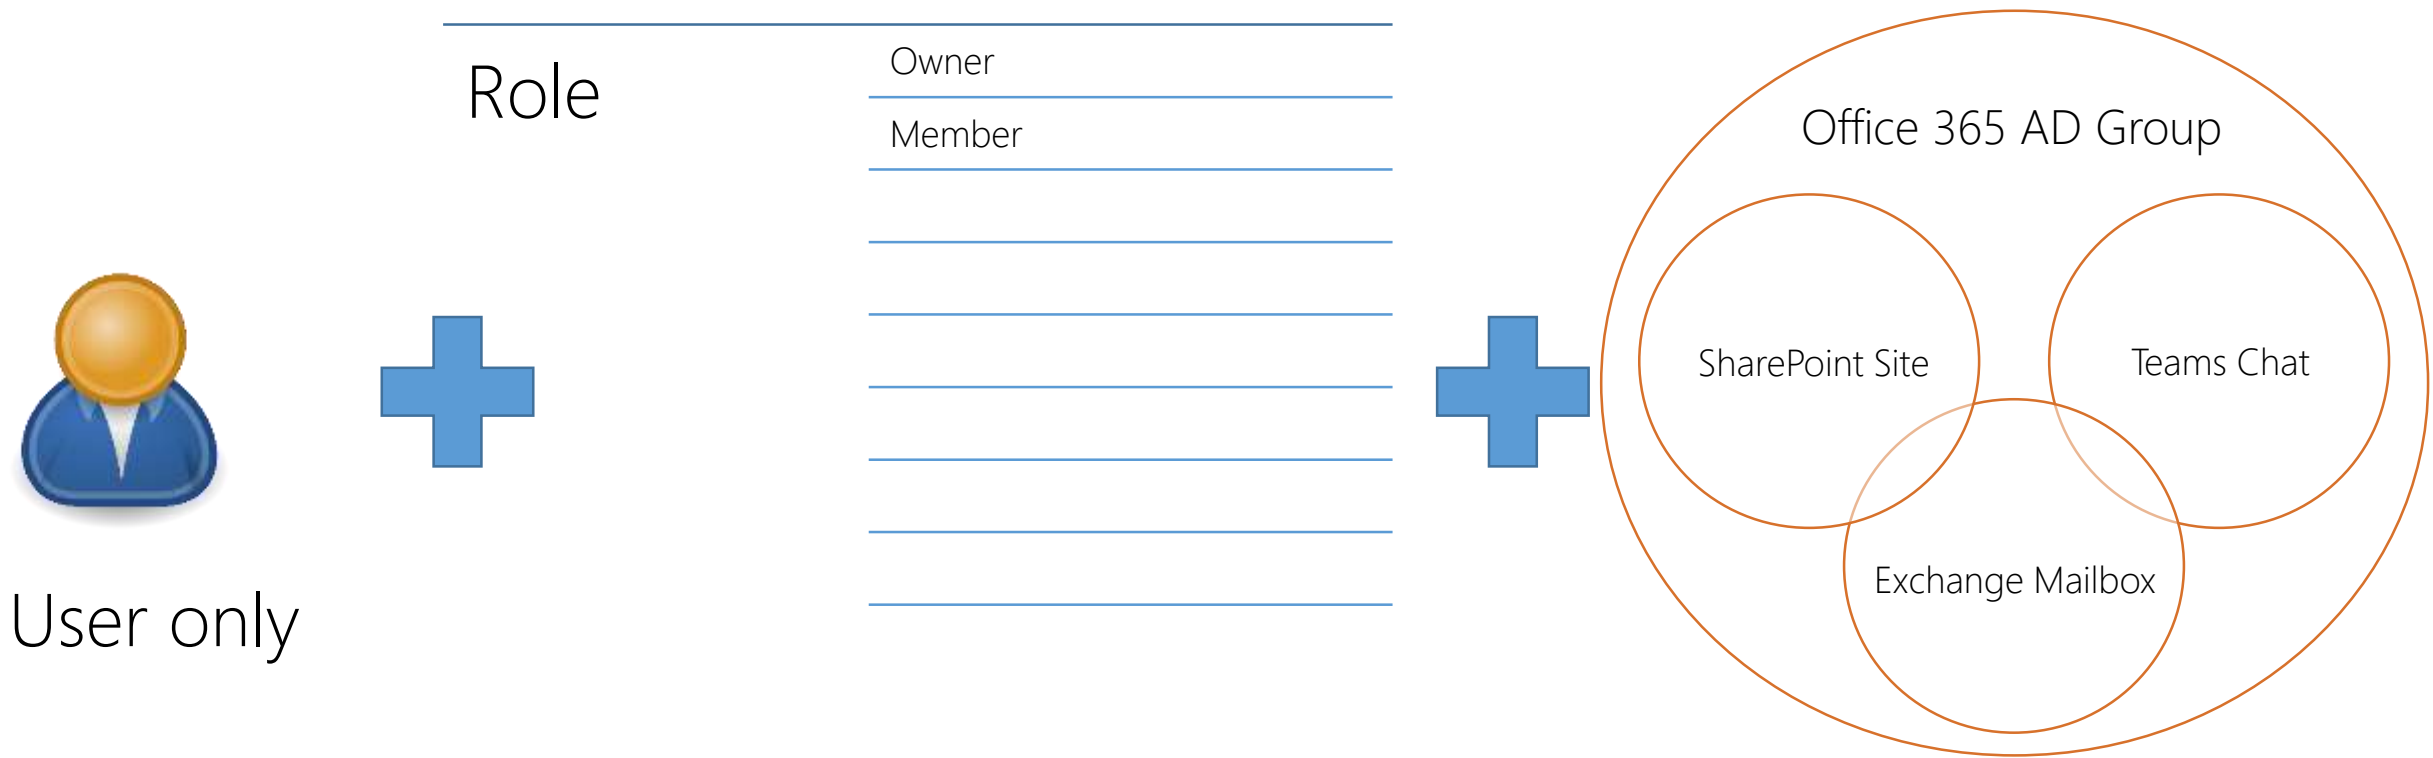 Role
Owner
Member
Office 365 AD Group
SharePoint Site
Teams Chat
Exchange Mailbox
User only